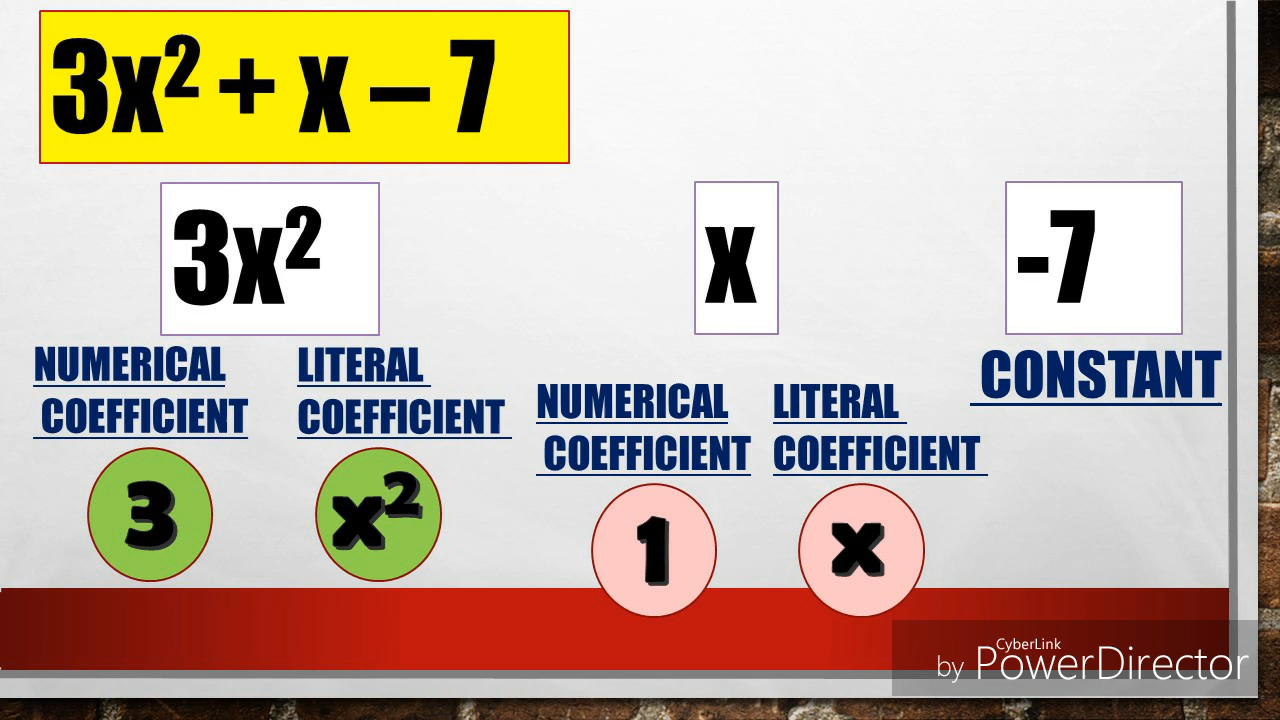 3x² + x – 7
3x²
x
-7
NUMERICAL
COEFFICIENT
LITERAL
COEFFICIENT
NUMERICAL
COEFFICIENT
LITERAL
COEFFICIENT
CONSTANT
3
x²
1
x
CyberLink
by PowerDirector